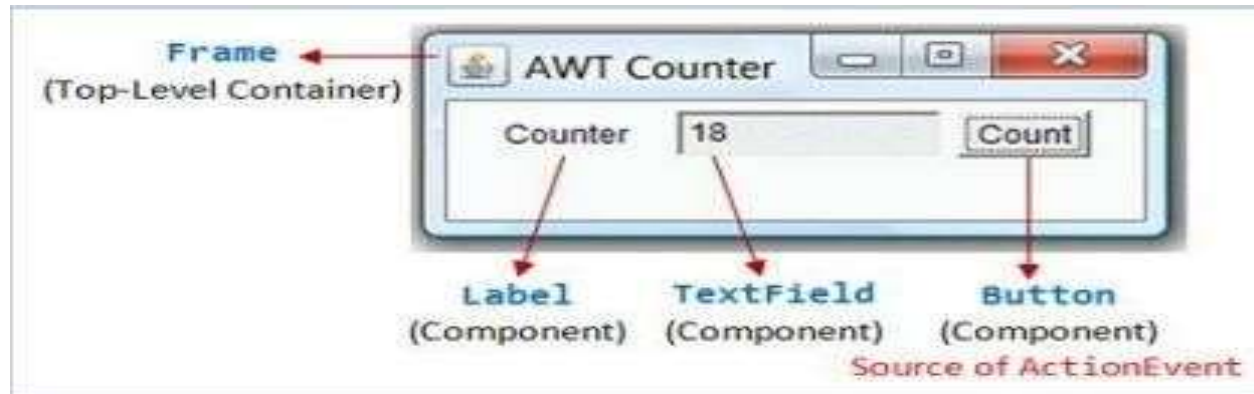 Frame
(Top-Level Container)
AWT Counter
Counter
18
Count
Label
(Component)
TextField
(Component)
Button
(Component)
Source of ActionEvent